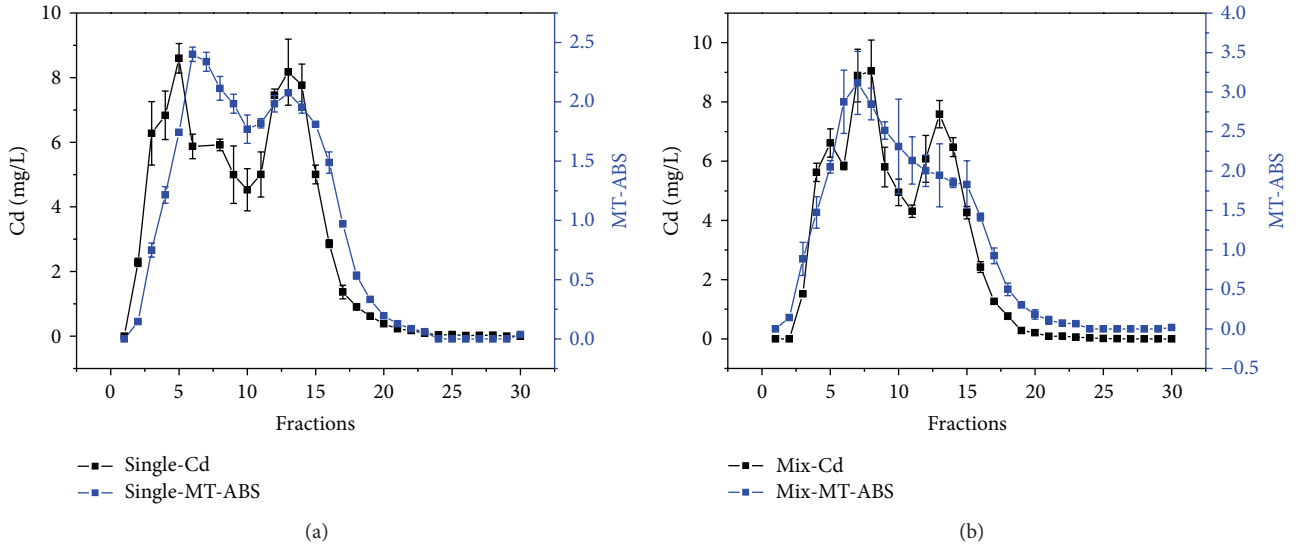 10
8
6
4
2
0
Cd (mg/L)
2.5
2.0
1.5
1.0
0.5
0.0
MT-ABS
0 5 10 15 20 25 30
Fractions
Single-Cd
Single-MT-ABS
(a)
10
8
6
4
2
0
Cd (mg/L)
4.0
3.5
3.0
2.5
2.0
1.5
1.0
0.5
0.0
−0.5
MT-ABS
0 5 10 15 20 25 30
Fractions
Mix-Cd
Mix-MT-ABS
(b)